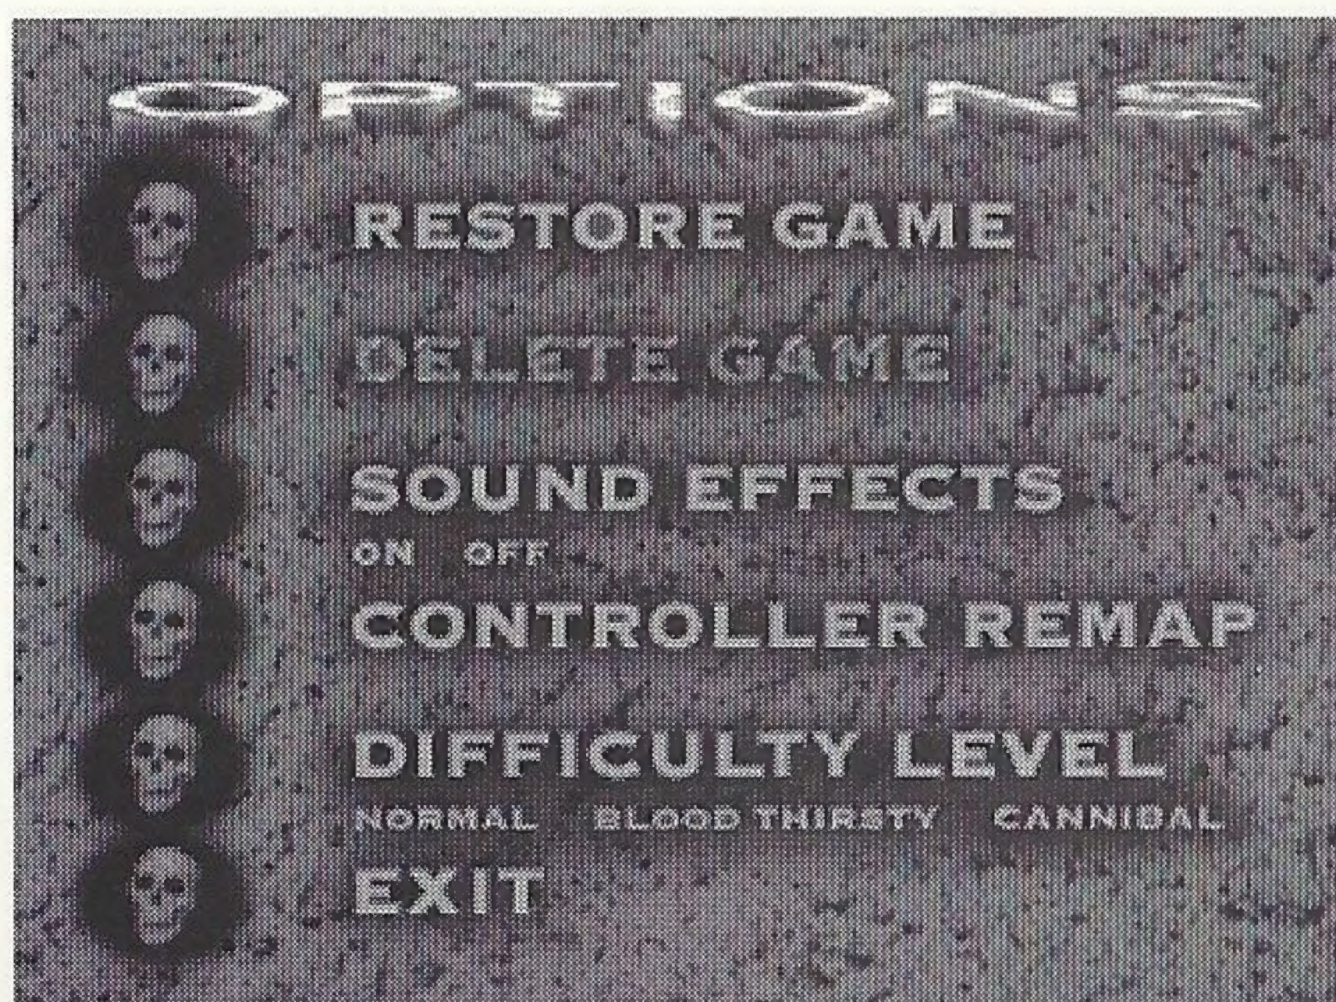 OPTIONS
RESTORE GAME
DELETE GAME
SOUND EFFECTS
ON OFF
CONTROLLER REMAP
DIFFICULTY LEVEL
NORMAL BLOOD THIRSTY CANNIBAL
EXIT